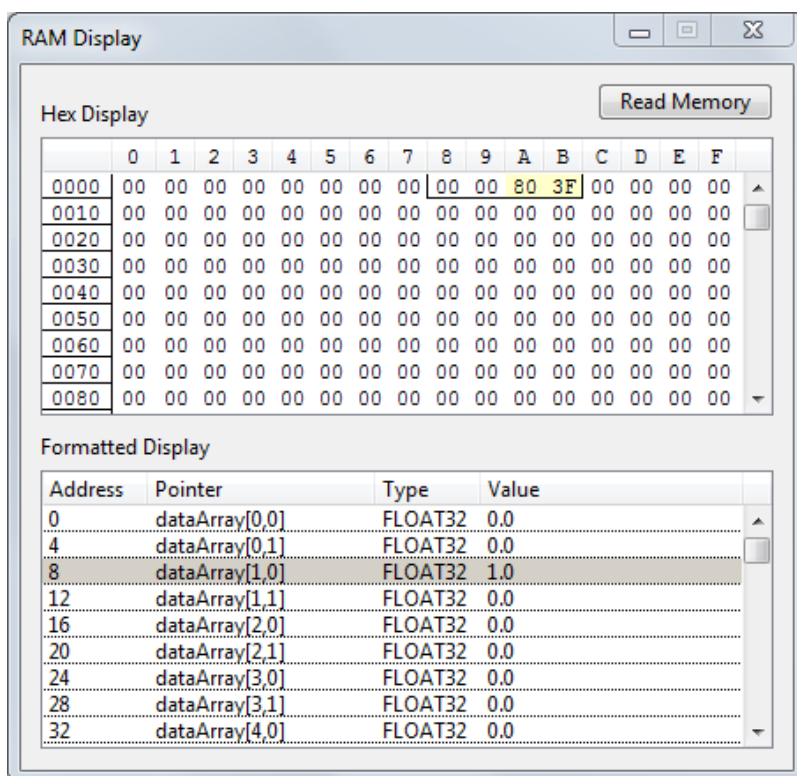 RAM Display
Read Memory
Hex Display
0 1 2 3 4 5 6 7 8 9 A B C D E F
0000 00 00 00 00 00 00 00 00 00 00 80 3F 00 00 00 00
0010 00 00 00 00 00 00 00 00 00 00 00 00 00 00 00 00
0020 00 00 00 00 00 00 00 00 00 00 00 00 00 00 00 00
0030 00 00 00 00 00 00 00 00 00 00 00 00 00 00 00 00
0040 00 00 00 00 00 00 00 00 00 00 00 00 00 00 00 00
0050 00 00 00 00 00 00 00 00 00 00 00 00 00 00 00 00
0060 00 00 00 00 00 00 00 00 00 00 00 00 00 00 00 00
0070 00 00 00 00 00 00 00 00 00 00 00 00 00 00 00 00
0080 00 00 00 00 00 00 00 00 00 00 00 00 00 00 00 00
Formatted Display
Address Pointer Type Value
0 dataArray[0,0] FLOAT32 0.0
4 dataArray[0,1] FLOAT32 0.0
8 dataArray[1,0] FLOAT32 1.0
12 dataArray[1,1] FLOAT32 0.0
16 dataArray[2,0] FLOAT32 0.0
20 dataArray[2,1] FLOAT32 0.0
24 dataArray[3,0] FLOAT32 0.0
28 dataArray[3,1] FLOAT32 0.0
32 dataArray[4,0] FLOAT32 0.0